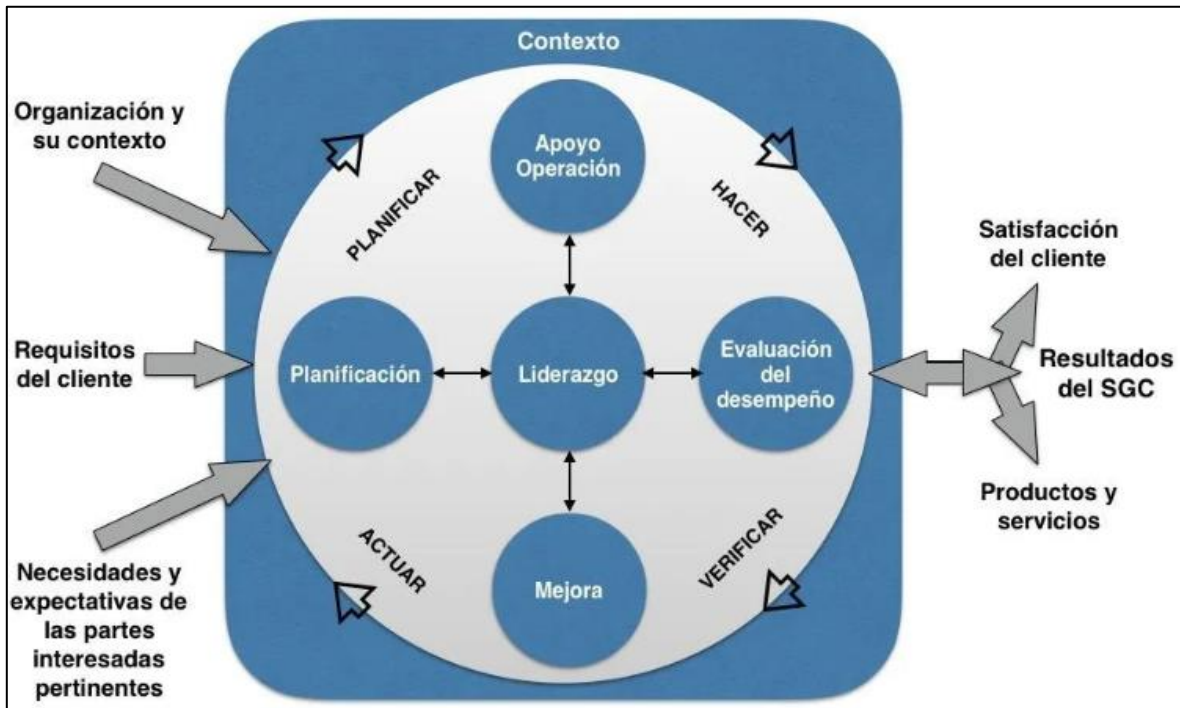 Contexto
Organización y
su contexto
Requisitos
del cliente
Necesidades y
expectativas de
las partes
interesadas
pertinentes
PLANIFICAR
HACER
VERIFICAR
ACTUAR
Apoyo
Operación
Planificación
Liderazgo
Evaluación
del
desempeño
Mejora
Satisfacción
del cliente
Resultados
del SGC
Productos y
servicios